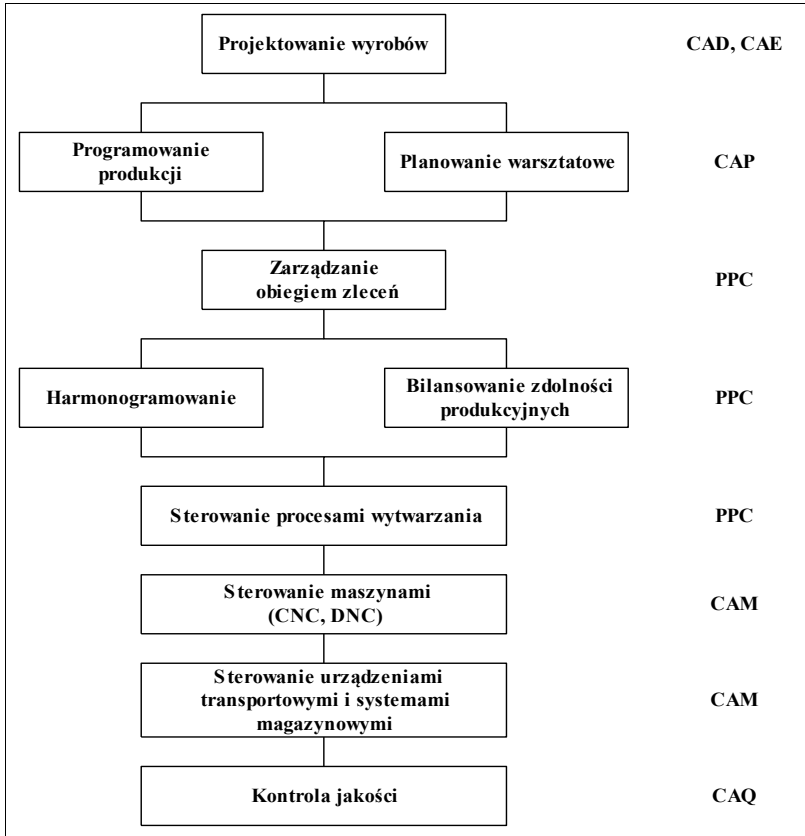 Projektowanie wyrobów
CAD, CAE
Programowanie
produkcji
Planowanie warsztatowe
CAP
Zarządzanie
obiegiem zleceń
PPC
Harmonogramowanie
Bilansowanie zdolności
produkcyjnych
PPC
Sterowanie procesami wytwarzania
PPC
Sterowanie maszynami
(CNC, DNC)
CAM
Sterowanie urządzeniami
transportowymi i systemami
magazynowymi
CAM
Kontrola jakości
CAQ